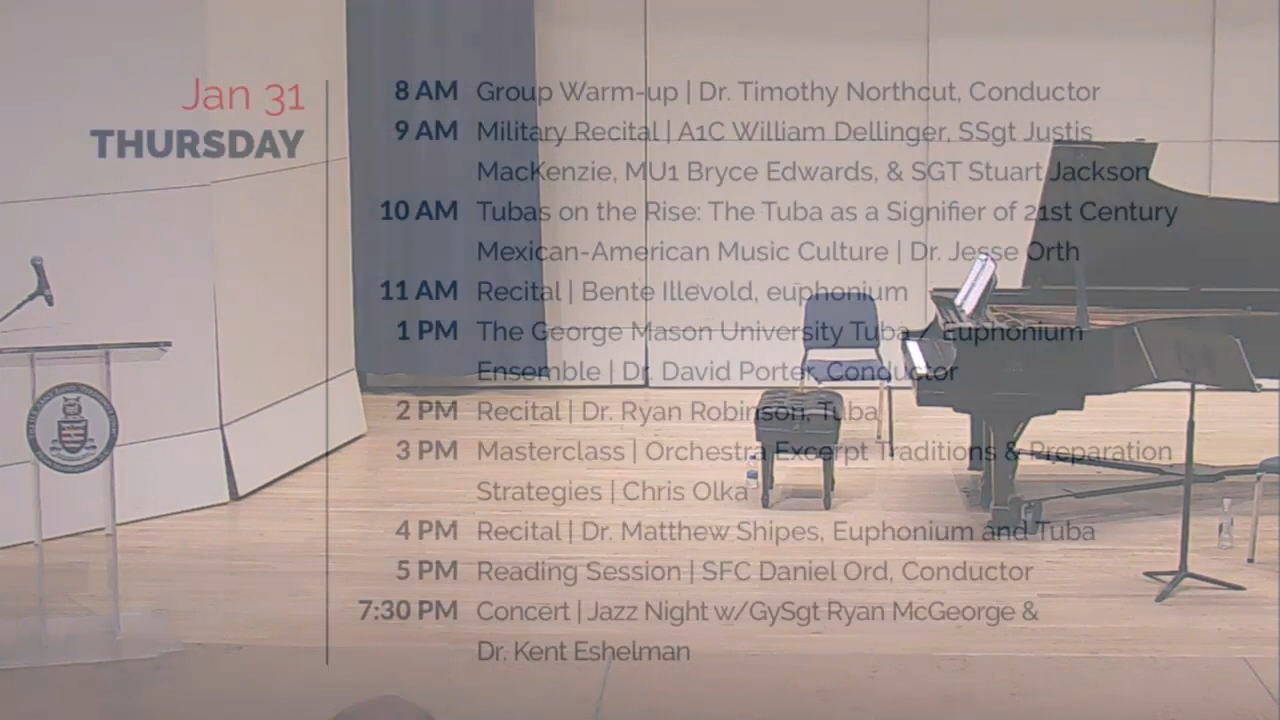 Jan 31
THURSDAY
8 AM Group Warm-up | Dr. Timothy Northcut, Conductor
9 AM Military Recital | A1C William Dellinger, SSgt Justis
MacKenzie, MU1 Bryce Edwards, & SGT Stuart Jackson
10 AM Tubas on the Rise: The Tuba as a Signifier of 21st Century
Mexican-American Music Culture | Dr. Jesse Orth
11 AM Recital | Bente Illevold, euphonium
1 PM The George Mason University Tuba / Euphonium
Ensemble | Dr. David Porter, Conductor
2 PM Recital | Dr. Ryan Robinson, Tuba
3 PM Masterclass | Orchestra Excerpt Traditions & Preparation
Strategies | Chris Olka
4 PM Recital | Dr. Matthew Shipes, Euphonium and Tuba
5 PM Reading Session | SFC Daniel Ord, Conductor
7:30 PM Concert | Jazz Night w/GySgt Ryan McGeorge &
Dr. Kent Eshelman